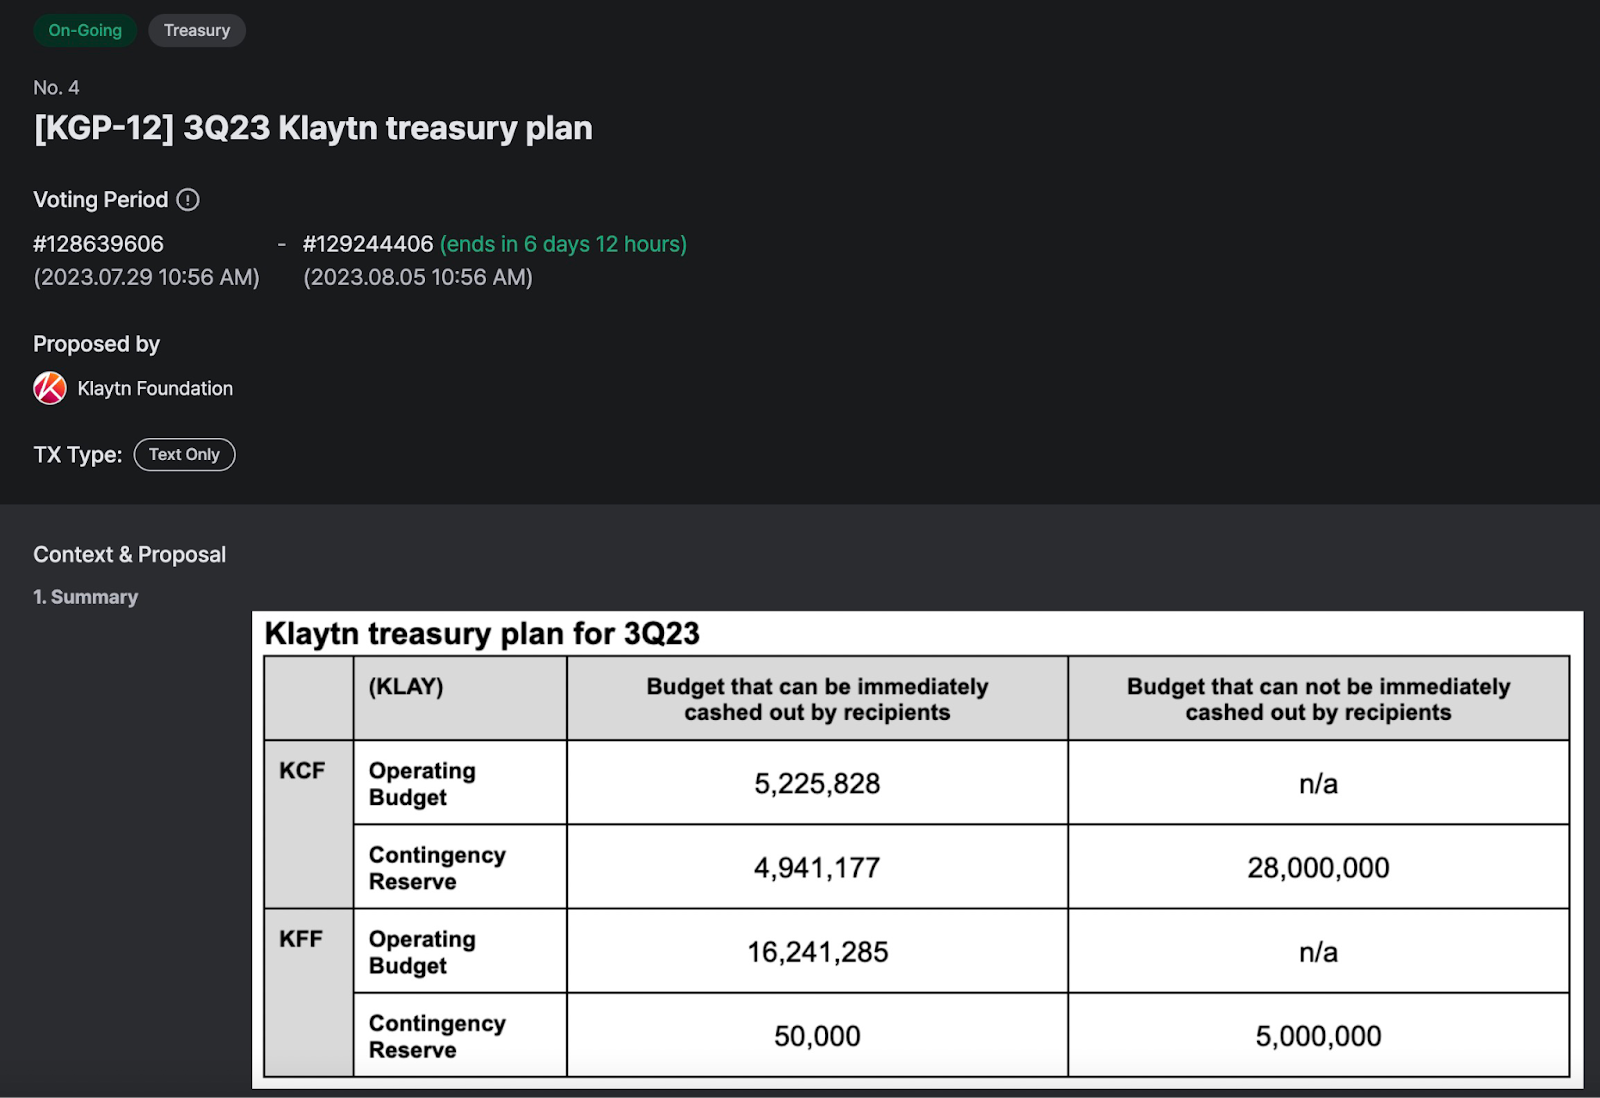 On-Going Treasury
No. 4
[KGP-12] 3Q23 Klaytn treasury plan
Voting Period
#128639606 - #129244406 (ends in 6 days 12 hours)
(2023.07.29 10:56 AM) (2023.08.05 10:56 AM)
Proposed by
Klaytn Foundation
TX Type: Text Only
Context & Proposal
1. Summary
Klaytn treasury plan for 3Q23
(KLAY) Budget that can be immediately Budget that can not be immediately
cashed out by recipients cashed out by recipients
KCF Operating
Budget 5,225,828 n/a
Contingency
Reserve 4,941,177 28,000,000
KFF Operating
Budget 16,241,285 n/a
Contingency
Reserve 50,000 5,000,000